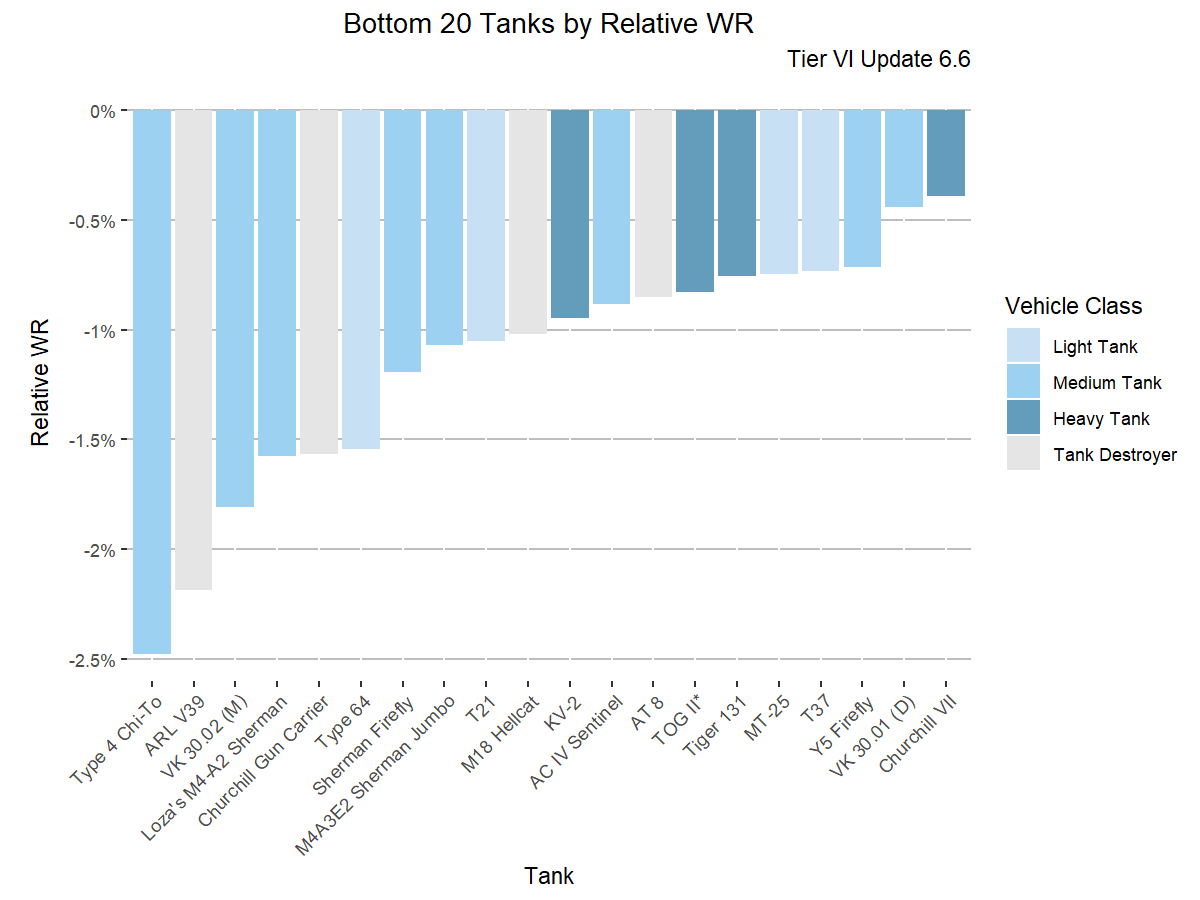 Bottom 20 Tanks by Relative WR
Tier VI Update 6.6
0%
-0.5%
-1%
-1.5%
-2%
-2.5%
Relative WR
Type 4 Chi-To
ARL V39
VK 30.02 (M)
Loza's M4-A2 Sherman
Churchill Gun Carrier
Type 64
Sherman Firefly
M4A3E2 Sherman Jumbo
T21
M18 Hellcat
KV-2
AC IV Sentinel
AT 8
TOG II*
Tiger 131
MT-25
T37
Y5 Firefly
VK 30.01 (D)
Churchill VII
Tank
Vehicle Class
Light Tank
Medium Tank
Heavy Tank
Tank Destroyer